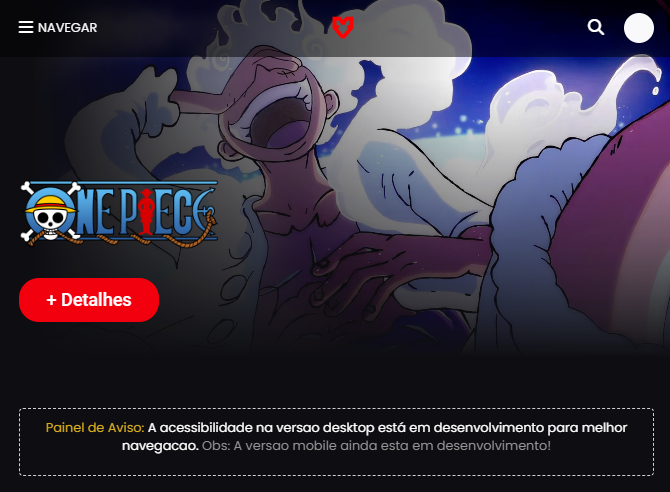 NAVEGAR
ONE PIECE
+ Detalhes
Painel de Aviso: A acessibilidade na versao desktop está em desenvolvimento para melhor
navegacao. Obs: A versao mobile ainda esta em desenvolvimento!